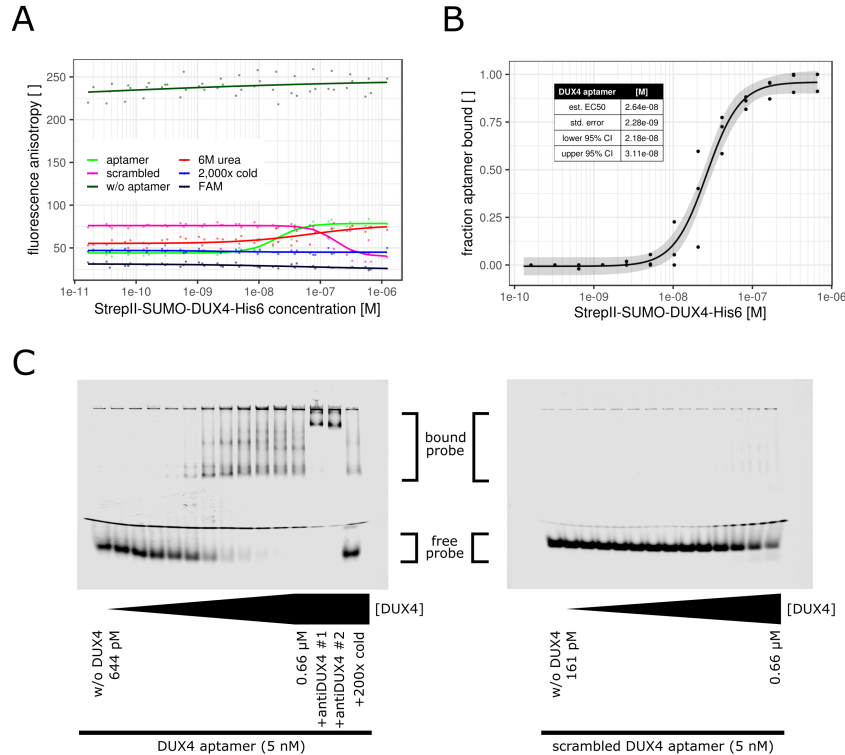 A
fluorescence anisotropy [ ]
250
200
150
100
50
aptamer
scrambled
w/o aptamer
6M urea
2,000x cold
FAM
1e-11
1e-10
1e-09
1e-08
1e-07
1e-06
StrepII-SUMO-DUX4-His6 concentration [M]
B
fraction aptamer bound [ ]
1.00
0.75
0.50
0.25
0.00
DUX4 aptamer [M]
est. EC50 2.64e-08
std. error 2.28e-09
lower 95% CI 2.18e-08
upper 95% CI 3.11e-08
1e-10
1e-09
1e-08
1e-07
1e-06
StrepII-SUMO-DUX4-His6 [M]
C
bound
probe
free
probe
[DUX4]
w/o DUX4
644 pM
0.66 µM
+antiDUX4 #1
+antiDUX4 #2
+200x cold
DUX4 aptamer (5 nM)
[DUX4]
w/o DUX4
161 pM
0.66 µM
scrambled DUX4 aptamer (5 nM)